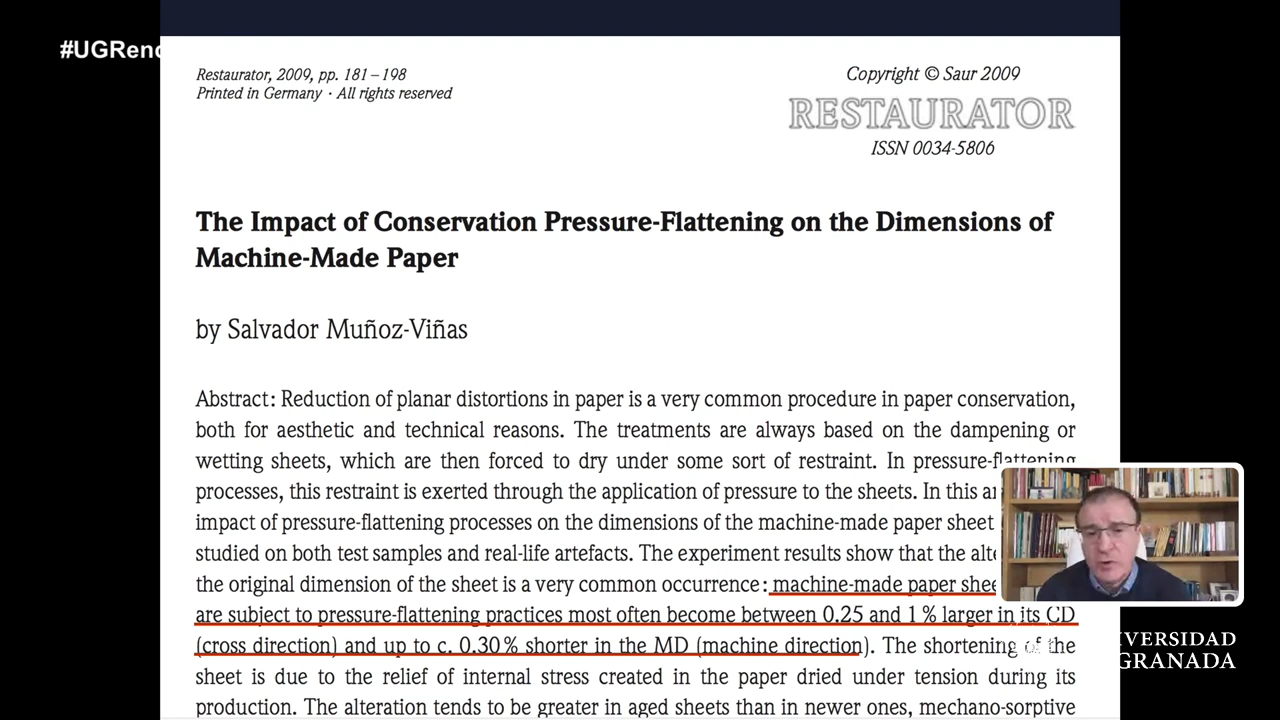 #UGRen
Restaurator, 2009, pp. 181 – 198
Printed in Germany · All rights reserved
Copyright © Saur 2009
RESTAURATOR
ISSN 0034-5806
The Impact of Conservation Pressure-Flattening on the Dimensions of
Machine-Made Paper
by Salvador Muñoz-Viñas
Abstract: Reduction of planar distortions in paper is a very common procedure in paper conservation,
both for aesthetic and technical reasons. The treatments are always based on the dampening or
wetting sheets, which are then forced to dry under some sort of restraint. In pressure-flattening
processes, this restraint is exerted through the application of pressure to the sheets. In this
impact of pressure-flattening processes on the dimensions of the machine-made paper sheet
studied on both test samples and real-life artefacts. The experiment results show that the
the original dimension of the sheet is a very common occurrence: machine-made paper
are subject to pressure-flattening practices most often become between 0.25 and 1 % larger in its CD
(cross direction) and up to c. 0.30 % shorter in the MD (machine direction). The shortening of the
sheet is due to the relief of internal stress created in the paper dried under tension during its
production. The alteration tends to be greater in aged sheets than in newer ones, mechano-sorptive
VERSIDAD
GRANADA